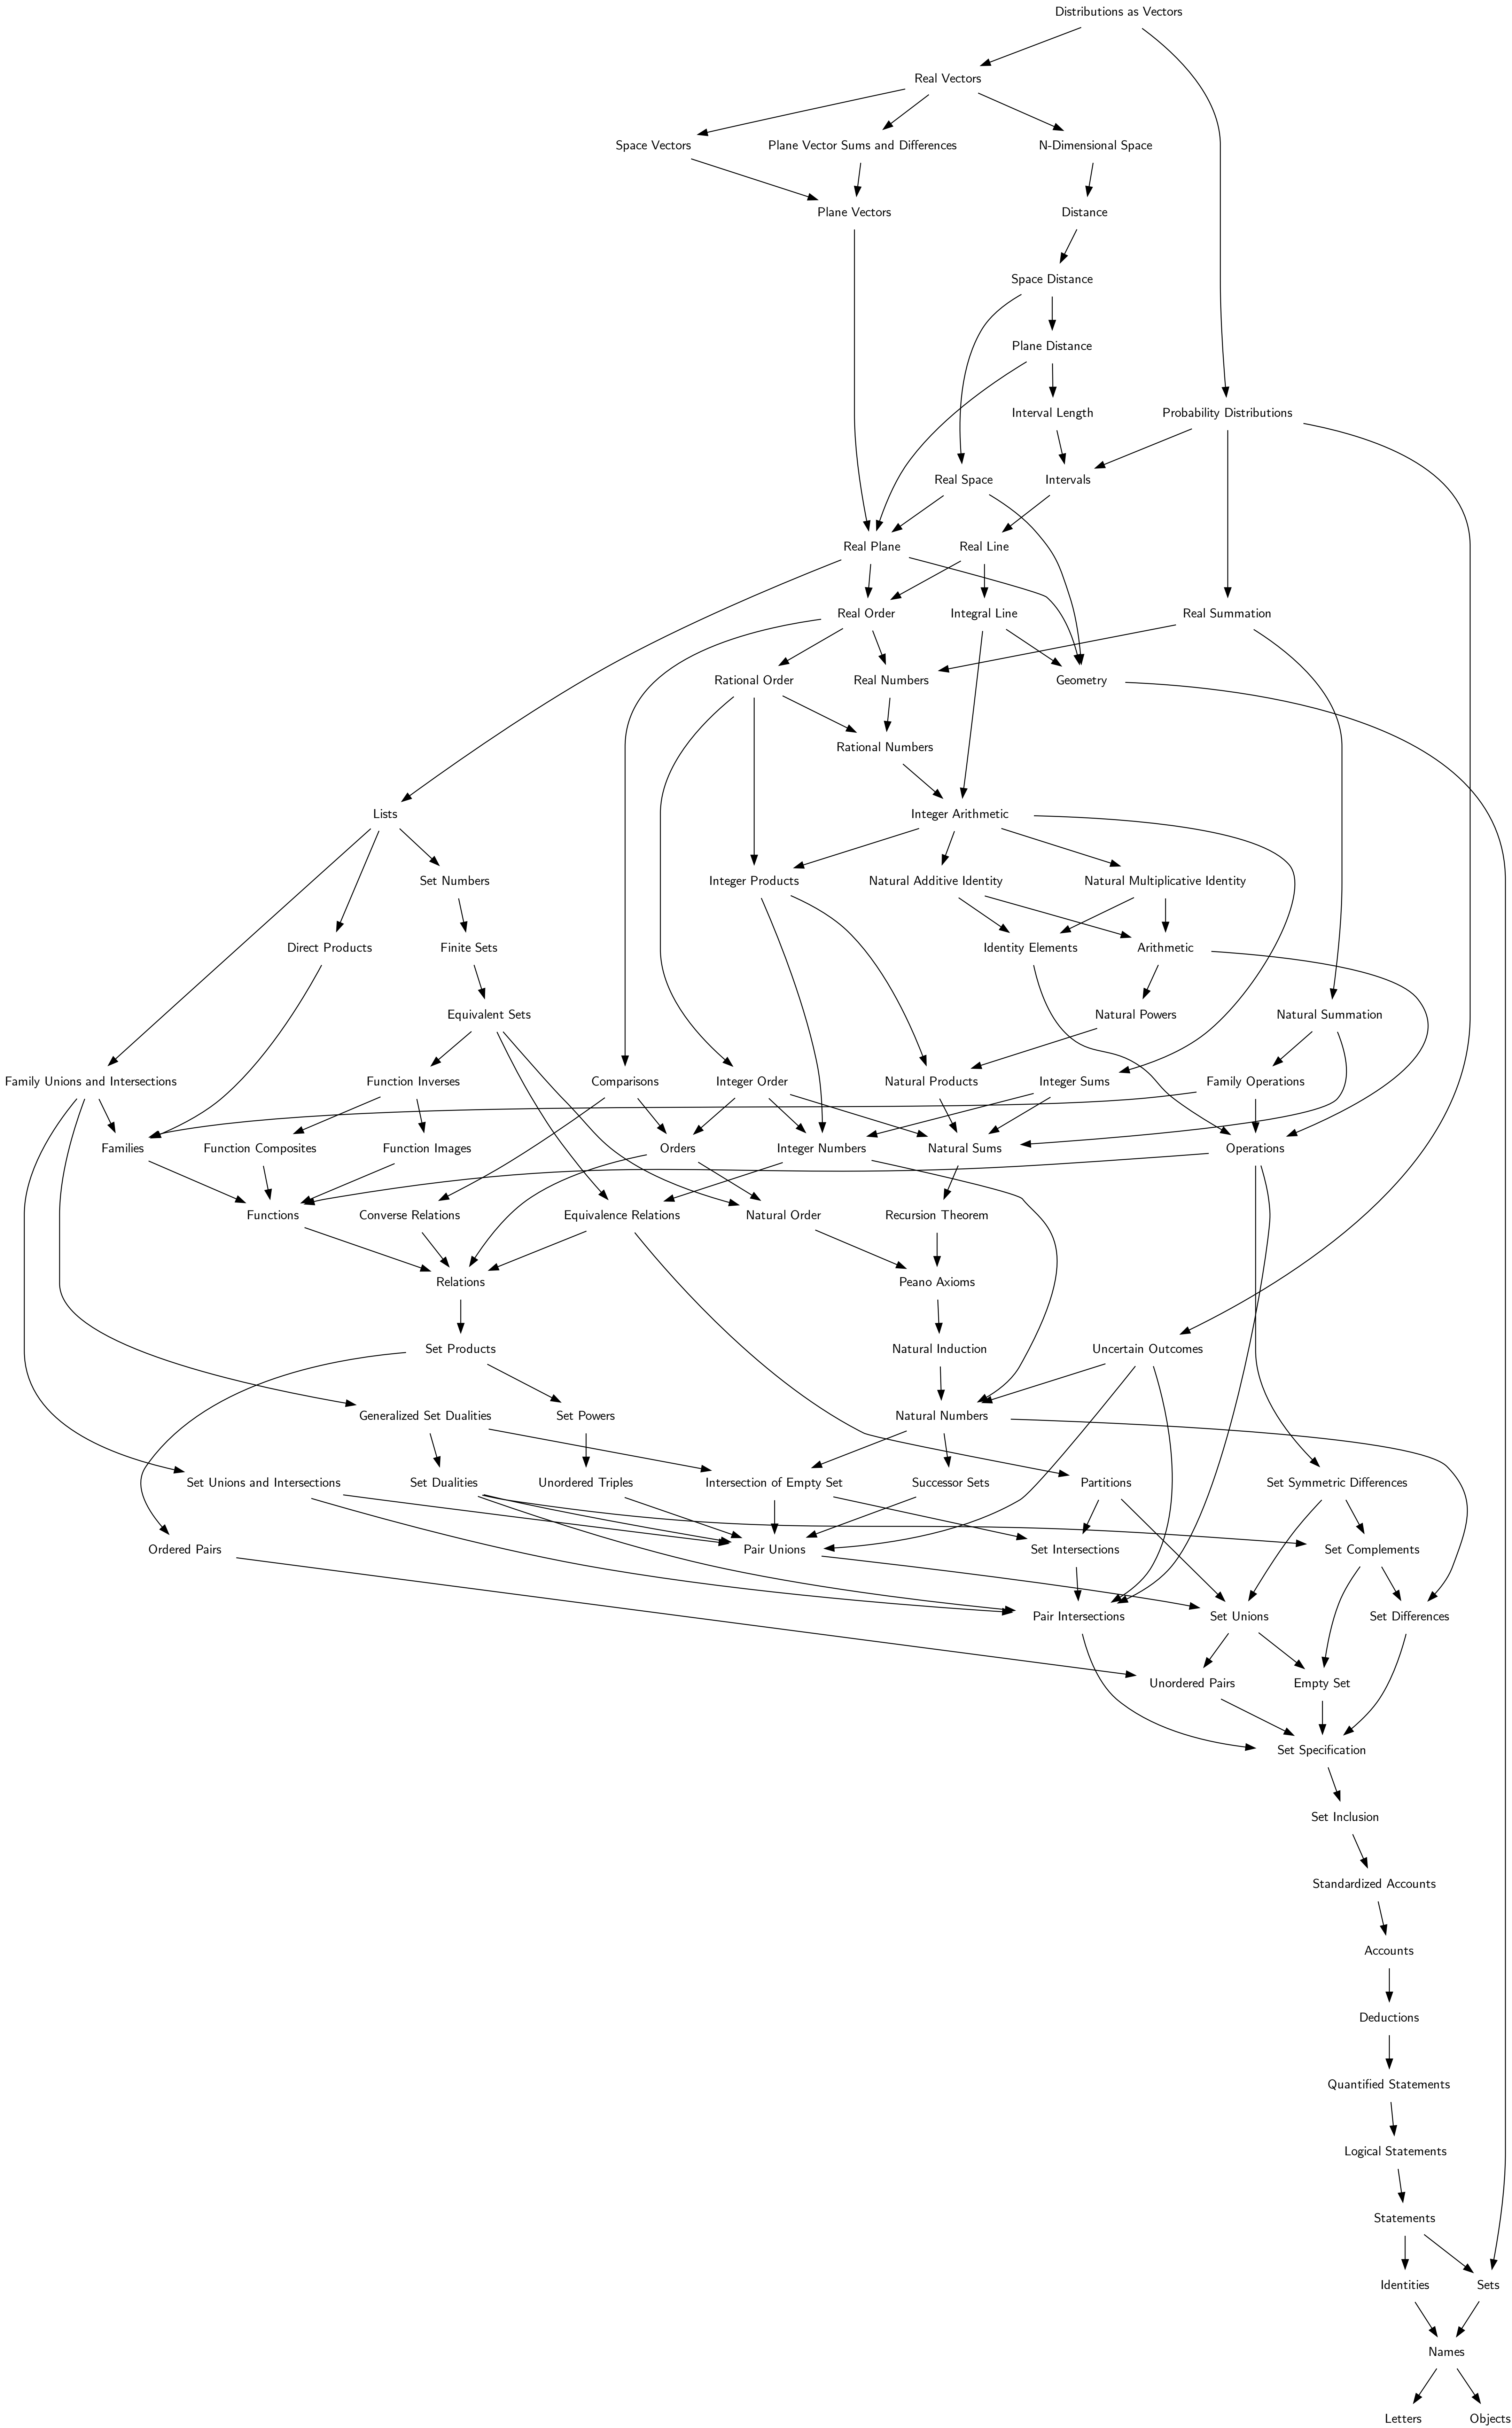 Distributions as Vectors
Real Vectors
Space Vectors
Plane Vector Sums and Differences
N-Dimensional Space
Plane Vectors
Distance
Space Distance
Plane Distance
Interval Length
Probability Distributions
Real Space
Intervals
Real Plane
Real Line
Real Order
Integral Line
Real Summation
Rational Order
Real Numbers
Geometry
Rational Numbers
Lists
Integer Arithmetic
Set Numbers
Integer Products
Natural Additive Identity
Natural Multiplicative Identity
Direct Products
Finite Sets
Identity Elements
Arithmetic
Equivalent Sets
Natural Powers
Natural Summation
Family Unions and Intersections
Function Inverses
Comparisons
Integer Order
Natural Products
Integer Sums
Family Operations
Families
Function Composites
Function Images
Orders
Integer Numbers
Natural Sums
Operations
Functions
Converse Relations
Equivalence Relations
Natural Order
Recursion Theorem
Relations
Peano Axioms
Set Products
Natural Induction
Uncertain Outcomes
Generalized Set Dualities
Set Powers
Natural Numbers
Set Unions and Intersections
Set Dualities
Unordered Triples
Intersection of Empty Set
Successor Sets
Partitions
Set Symmetric Differences
Ordered Pairs
Pair Unions
Set Intersections
Set Complements
Pair Intersections
Set Unions
Set Differences
Unordered Pairs
Empty Set
Set Specification
Set Inclusion
Standardized Accounts
Accounts
Deductions
Quantified Statements
Logical Statements
Statements
Identities
Sets
Names
Letters
Objects